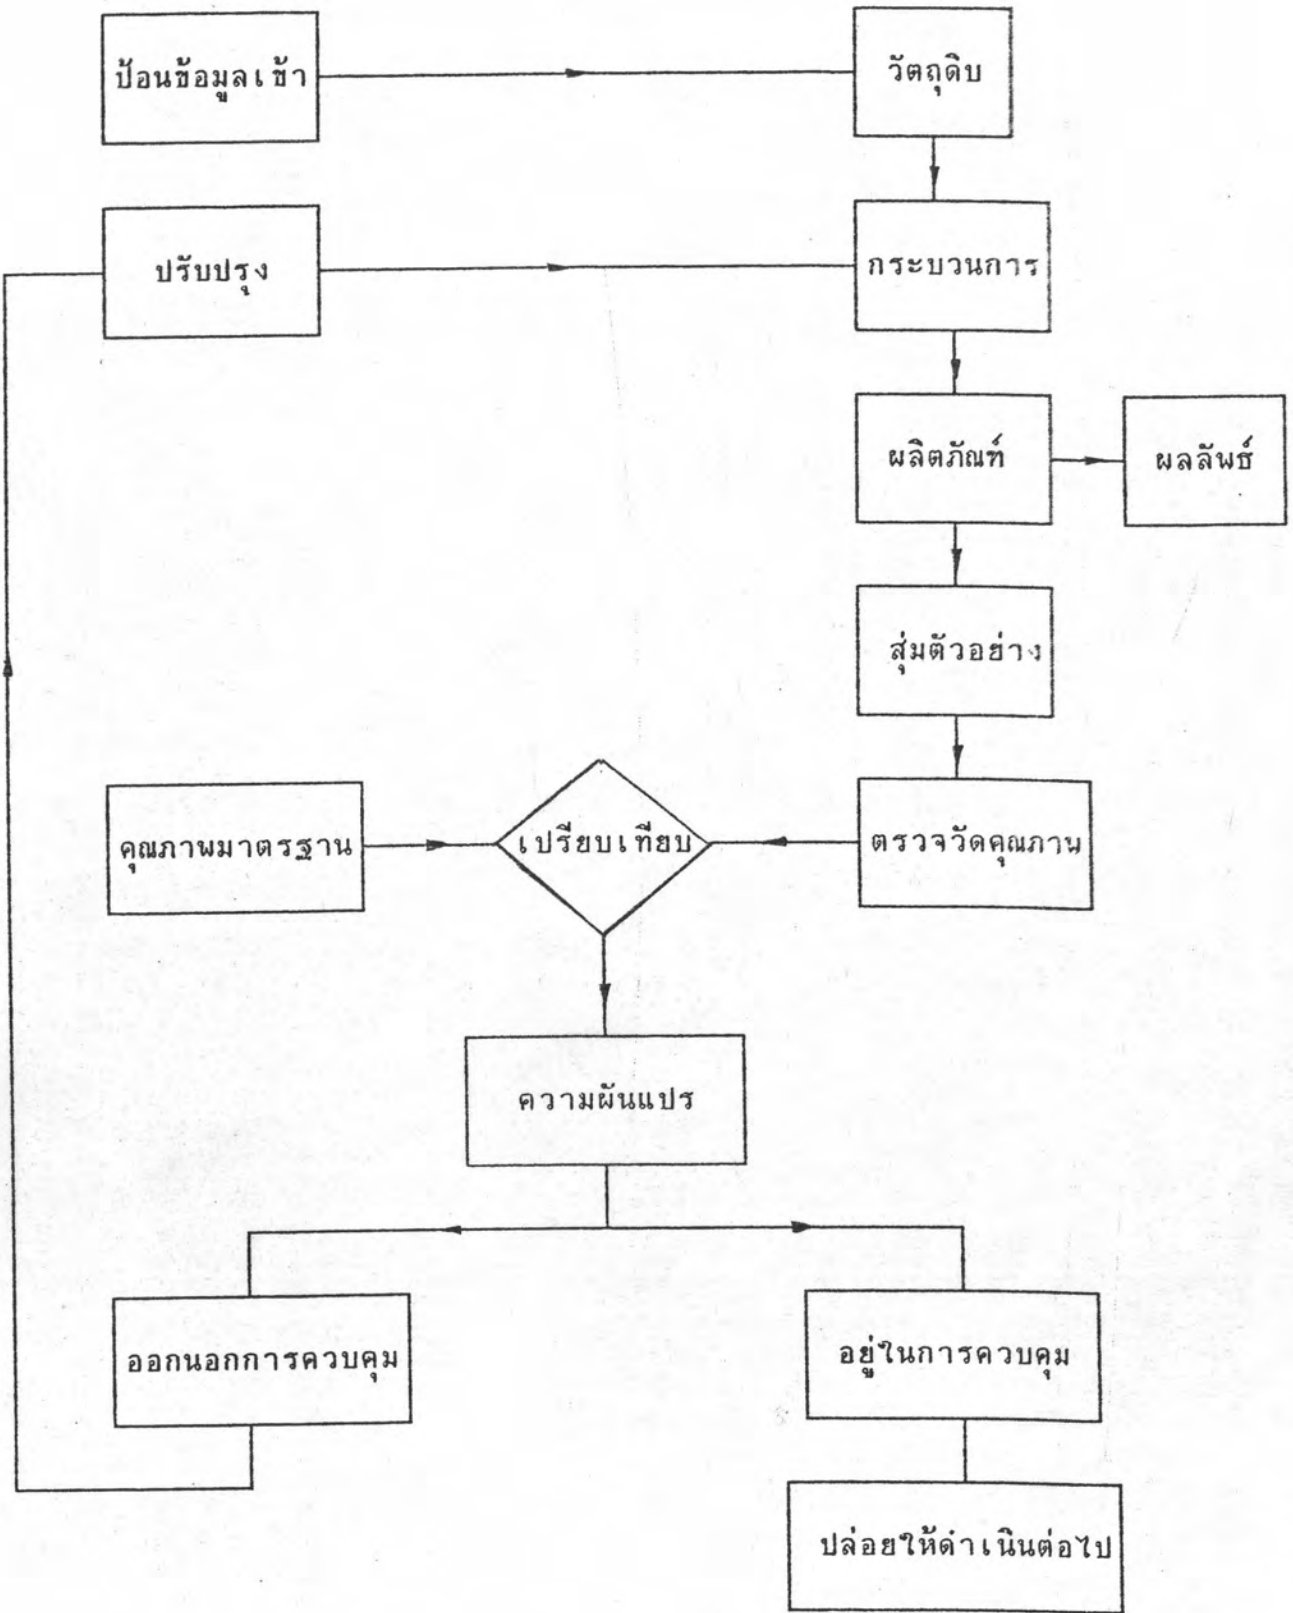 ป้อนข้อมูลเข้า
วัตถุดิบ
ปรับปรุง
กระบวนการ
ผลิตภัณฑ์
ผลลัพธ์
สุ่มตัวอย่าง
คุณภาพมาตรฐาน
เปรียบเทียบ
ตรวจวัดคุณภาพ
ความผันแปร
ออกนอกการควบคุม
อยู่ในการควบคุม
ปล่อยให้ดำเนินต่อไป